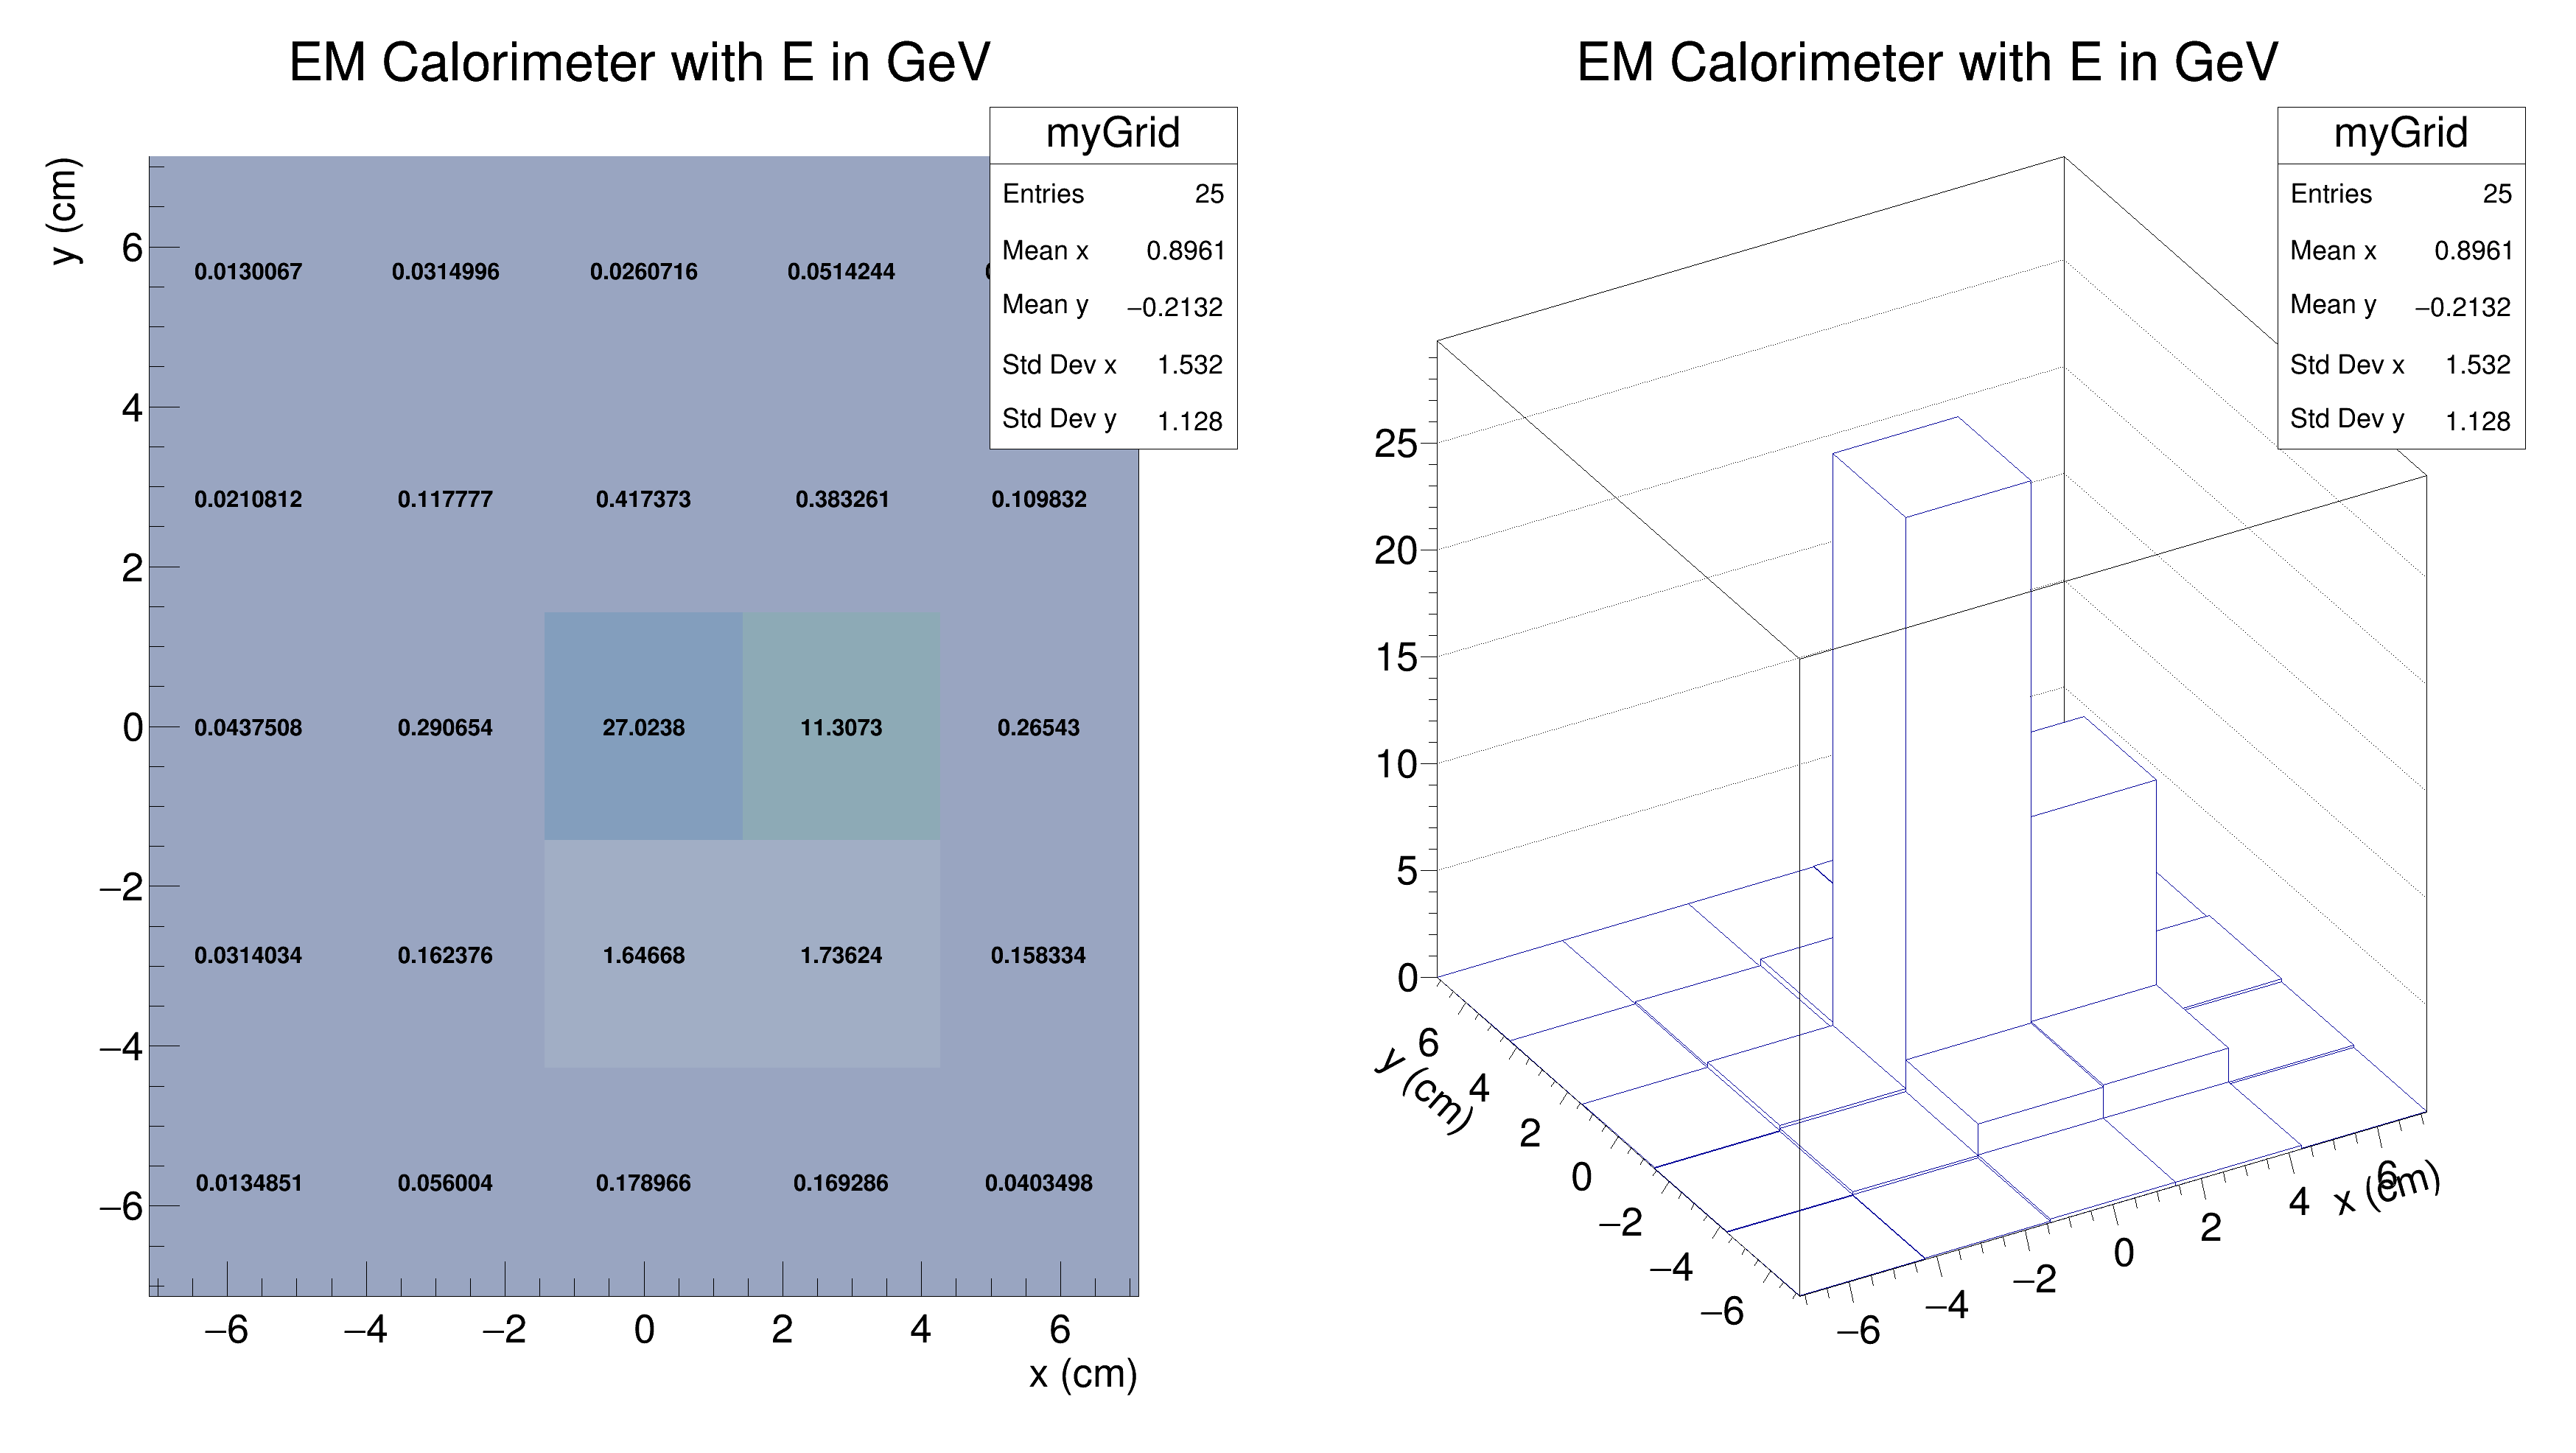 EM Calorimeter with E in GeV
myGrid
Entries 25
Mean x 0.8961
Mean y −0.2132
Std Dev x 1.532
Std Dev y 1.128
y (cm)
6
4
2
0
−2
−4
−6
0.0130067 0.0314996 0.0260716 0.0514244
0.0210812 0.117777 0.417373 0.383261 0.109832
0.0437508 0.290654 27.0238 11.3073 0.26543
0.0314034 0.162376 1.64668 1.73624 0.158334
0.0134851 0.056004 0.178966 0.169286 0.0403498
−6 −4 −2 0 2 4 6
x (cm)
EM Calorimeter with E in GeV
myGrid
Entries 25
Mean x 0.8961
Mean y −0.2132
Std Dev x 1.532
Std Dev y 1.128
25
20
15
10
5
0
6
4
2
0
−2
−4
−6
y (cm)
−6
−4
−2
0
2
4
6
x (cm)